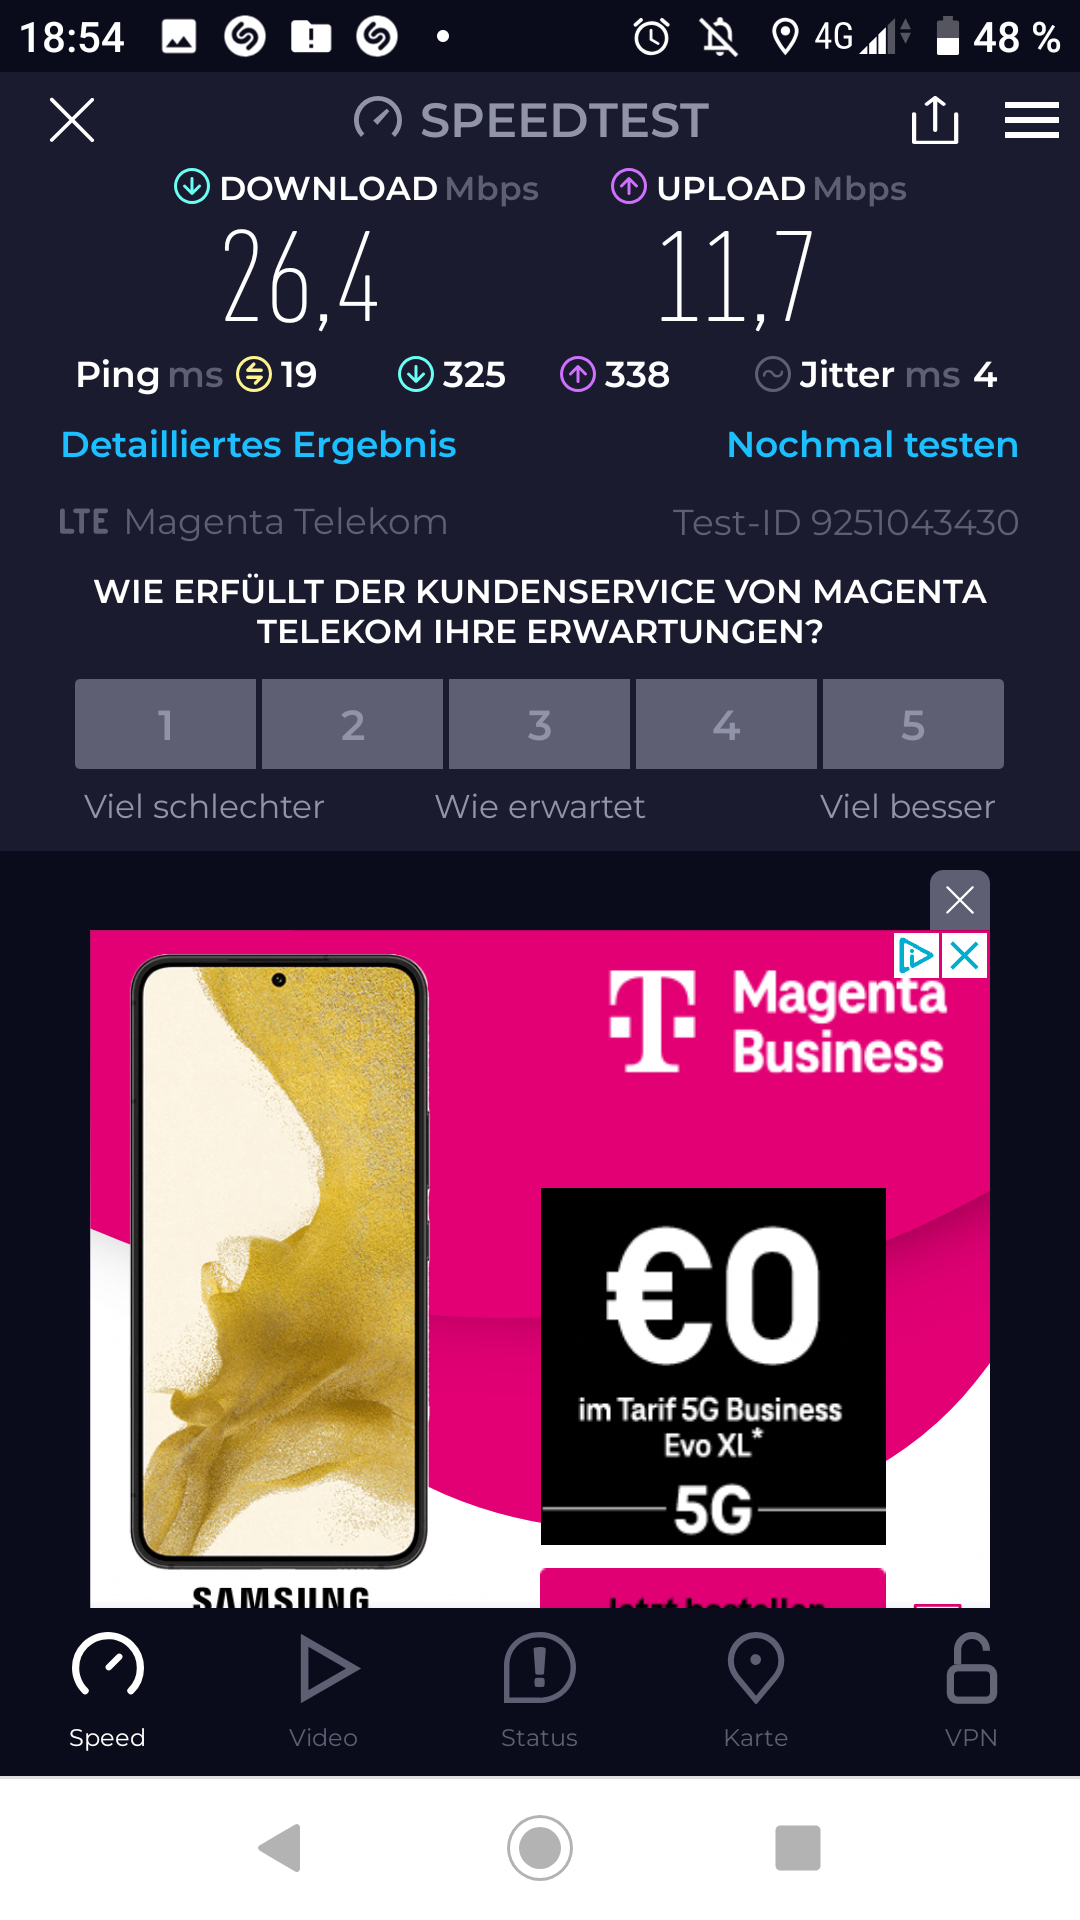 18:54 4G 48 %
SPEEDTEST
DOWNLOAD Mbps UPLOAD Mbps
26,4 11,7
Ping ms 19 325 338 Jitter ms 4
Detailliertes Ergebnis Nochmal testen
LTE Magenta Telekom Test-ID 9251043430
WIE ERFÜLLT DER KUNDENSERVICE VON MAGENTA
TELEKOM IHRE ERWARTUNGEN?
1 2 3 4 5
Viel schlechter Wie erwartet Viel besser
T Magenta
Business
€0
im Tarif 5G Business
Evo XL*
5G
SAMSUNG
Jetzt bestellen
Speed Video Status Karte VPN